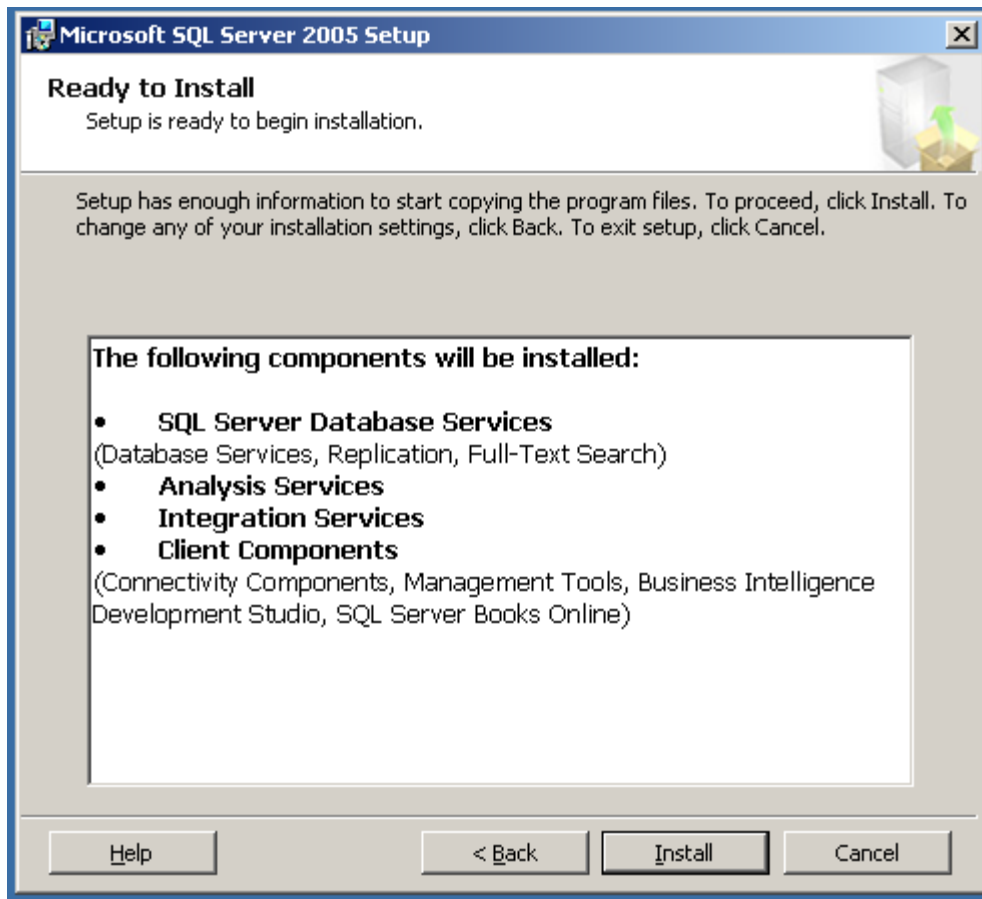 Microsoft SQL Server 2005 Setup
Ready to Install
Setup is ready to begin installation.
Setup has enough information to start copying the program files. To proceed, click Install. To
change any of your installation settings, click Back. To exit setup, click Cancel.
The following components will be installed:
• SQL Server Database Services
(Database Services, Replication, Full-Text Search)
• Analysis Services
• Integration Services
• Client Components
(Connectivity Components, Management Tools, Business Intelligence
Development Studio, SQL Server Books Online)
Help
< Back
Install
Cancel